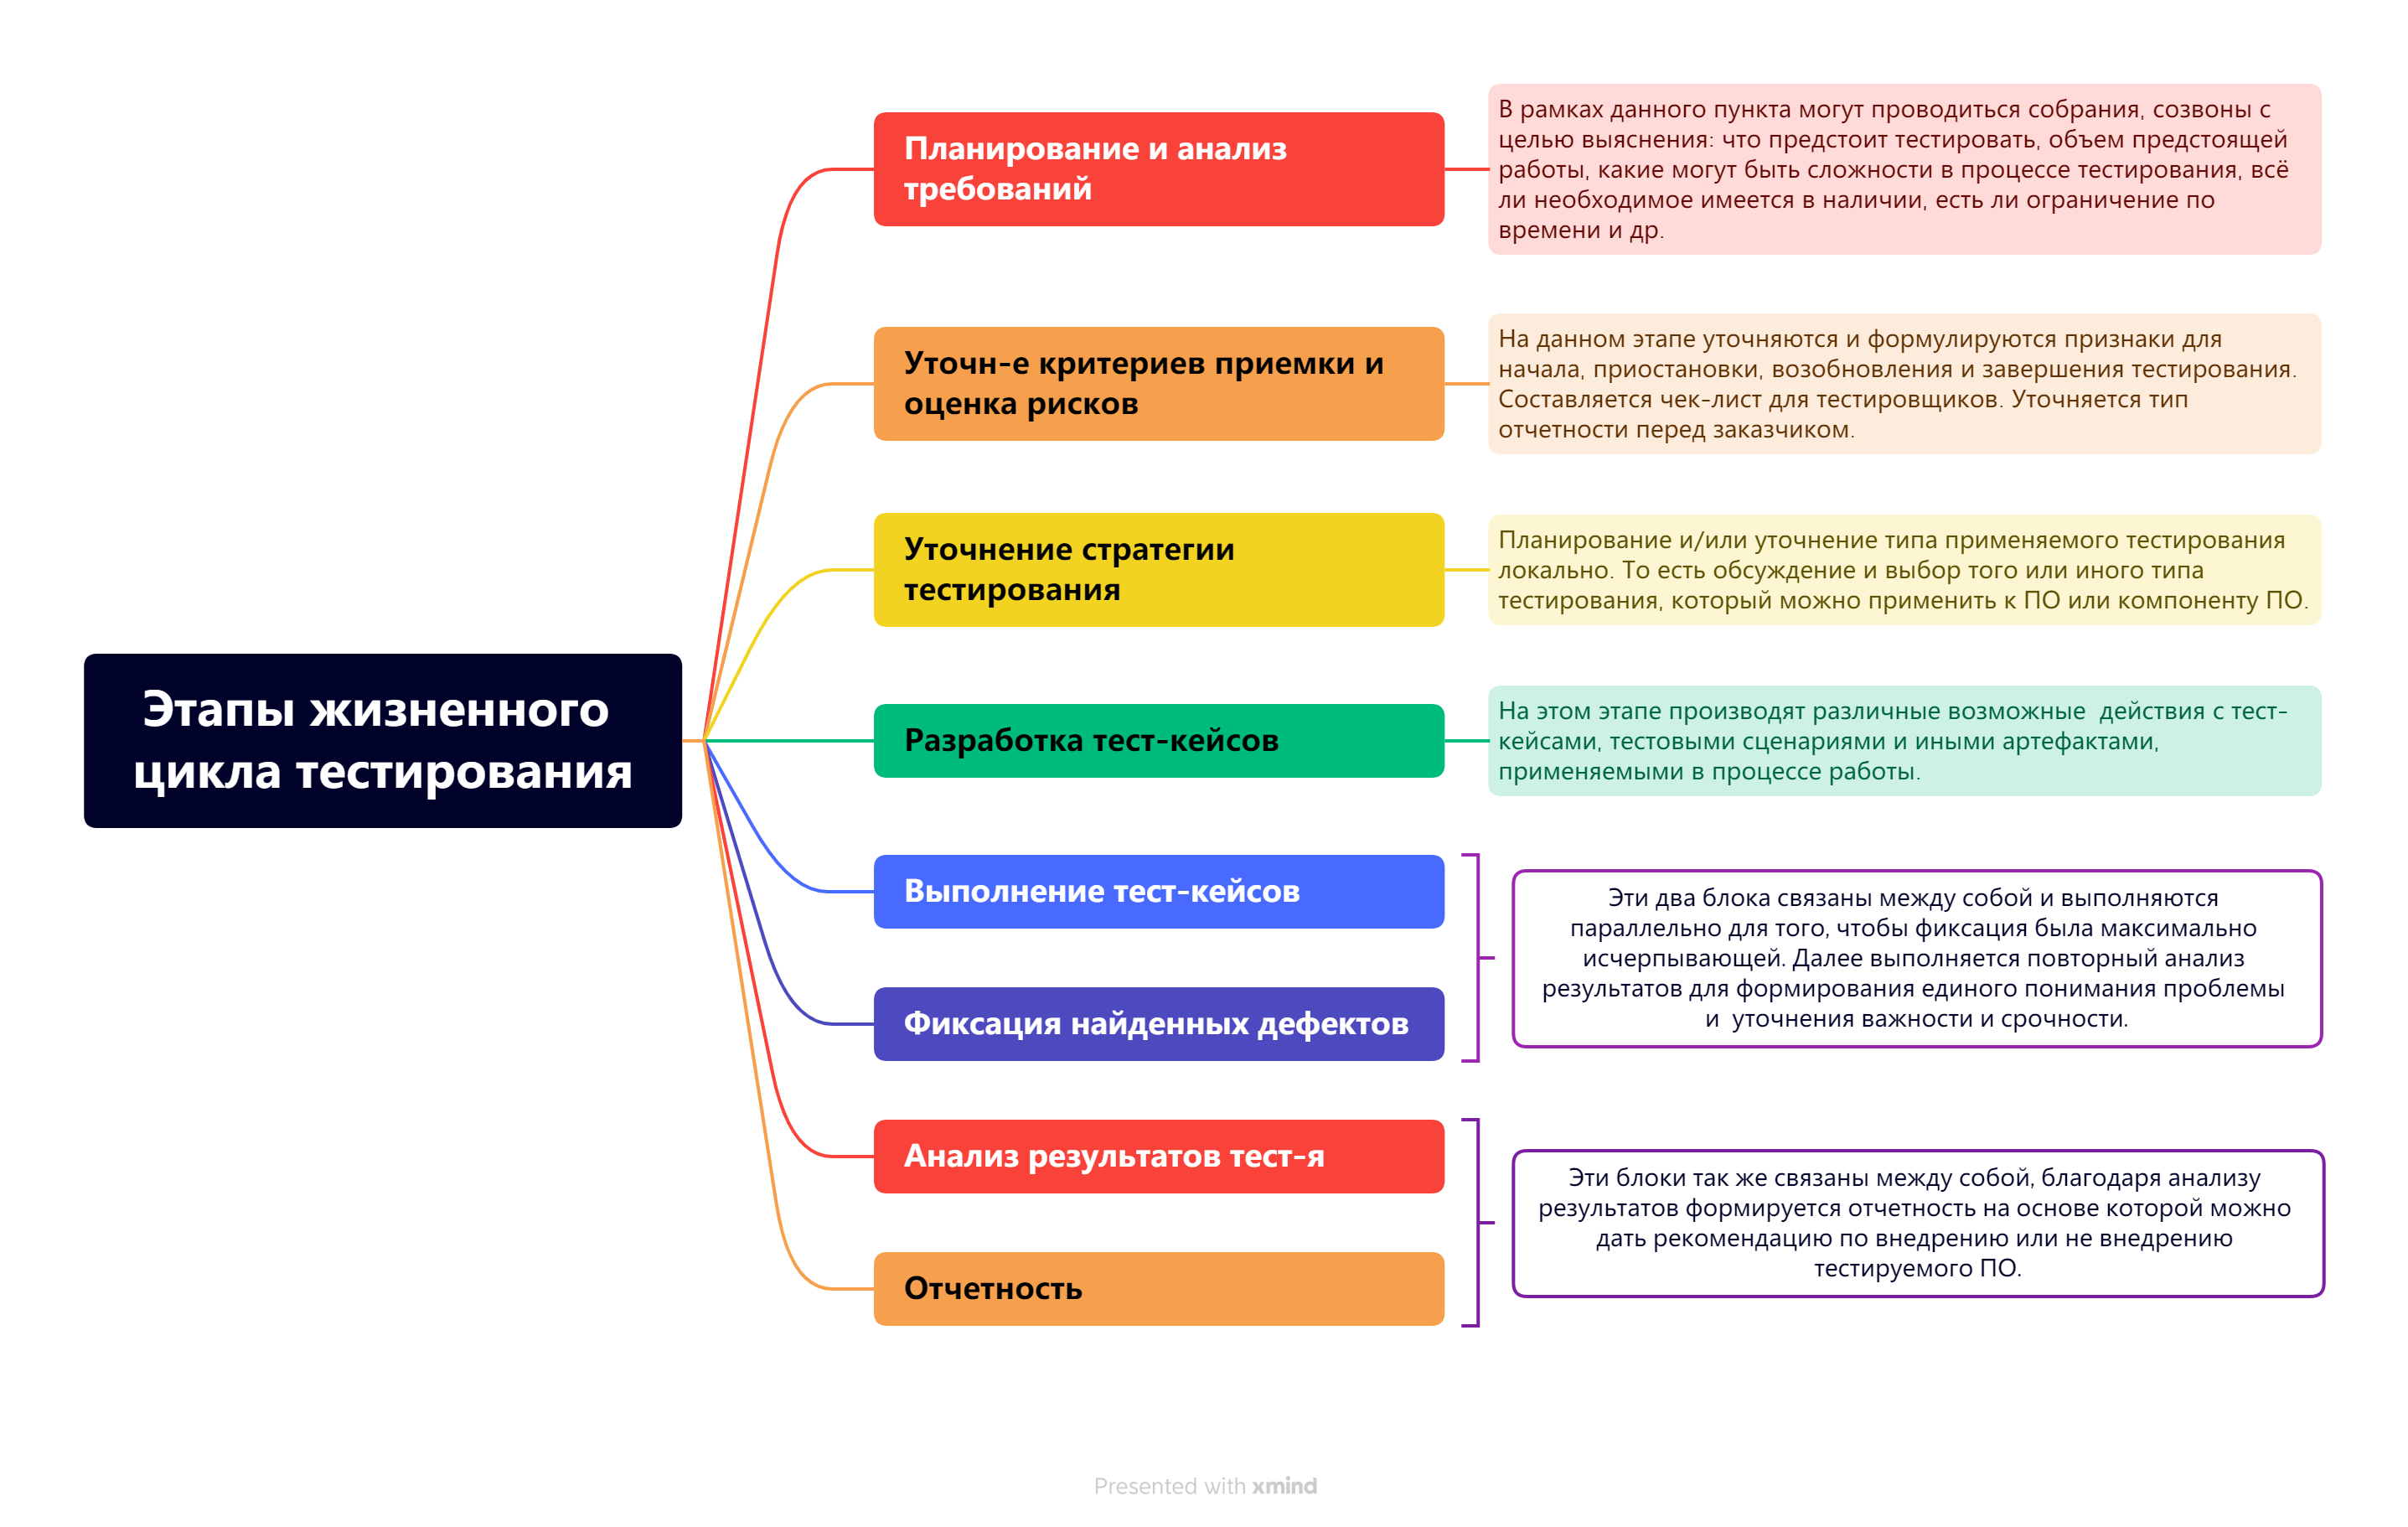 Этапы жизненного
цикла тестирования
Планирование и анализ
требований
В рамках данного пункта могут проводиться собрания, созвоны с
целью выяснения: что предстоит тестировать, объем предстоящей
работы, какие могут быть сложности в процессе тестирования, всё
ли необходимое имеется в наличии, есть ли ограничение по
времени и др.
Уточн-е критериев приемки и
оценка рисков
На данном этапе уточняются и формулируются признаки для
начала, приостановки, возобновления и завершения тестирования.
Составляется чек-лист для тестировщиков. Уточняется тип
отчетности перед заказчиком.
Уточнение стратегии
тестирования
Планирование и/или уточнение типа применяемого тестирования
локально. То есть обсуждение и выбор того или иного типа
тестирования, который можно применить к ПО или компоненту ПО.
Разработка тест-кейсов
На этом этапе производят различные возможные  действия с тест-
кейсами, тестовыми сценариями и иными артефактами,
применяемыми в процессе работы.
Выполнение тест-кейсов
Фиксация найденных дефектов
Эти два блока связаны между собой и выполняются
параллельно для того, чтобы фиксация была максимально
исчерпывающей. Далее выполняется повторный анализ
результатов для формирования единого понимания проблемы
и  уточнения важности и срочности.
Анализ результатов тест-я
Отчетность
Эти блоки так же связаны между собой, благодаря анализу
результатов формируется отчетность на основе которой можно
дать рекомендацию по внедрению или не внедрению
тестируемого ПО.
Presented with xmind